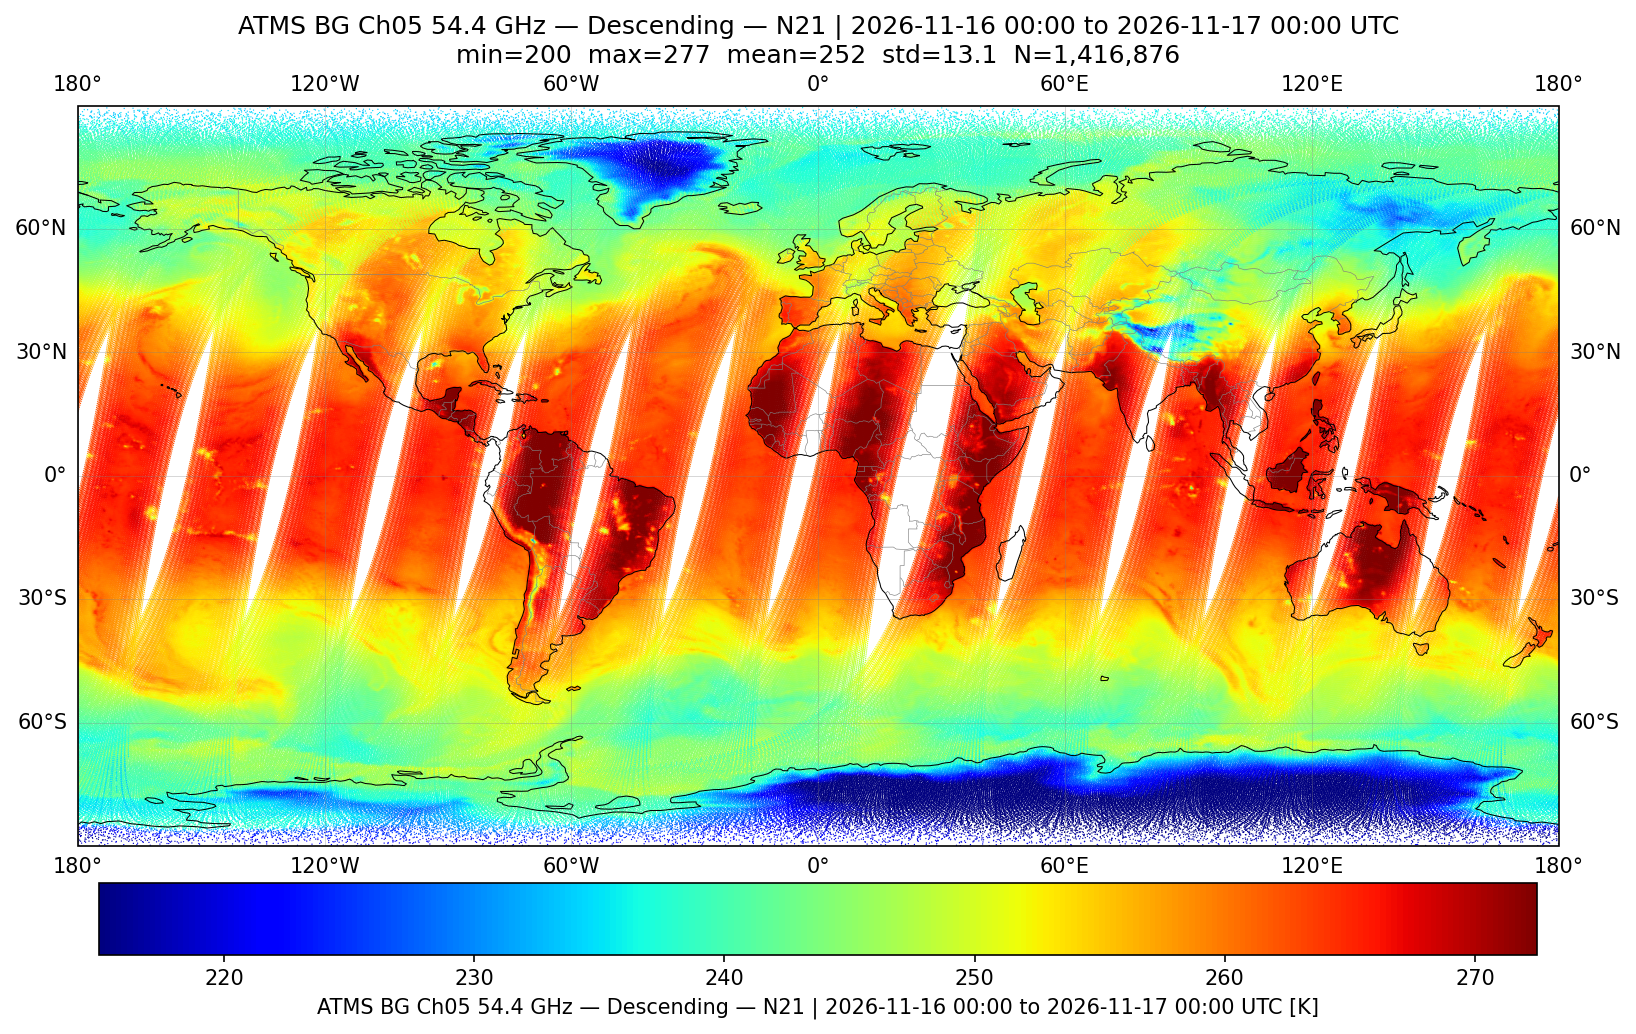 ATMS BG Ch05 54.4 GHz — Descending — N21 | 2026-11-16 00:00 to 2026-11-17 00:00 UTC
min=200 max=277 mean=252 std=13.1 N=1,416,876
180° 120°W 60°W 0° 60°E 120°E 180°
60°N 60°N
30°N 30°N
0° 0°
30°S 30°S
60°S 60°S
180° 120°W 60°W 0° 60°E 120°E 180°
220 230 240 250 260 270
ATMS BG Ch05 54.4 GHz — Descending — N21 | 2026-11-16 00:00 to 2026-11-17 00:00 UTC [K]